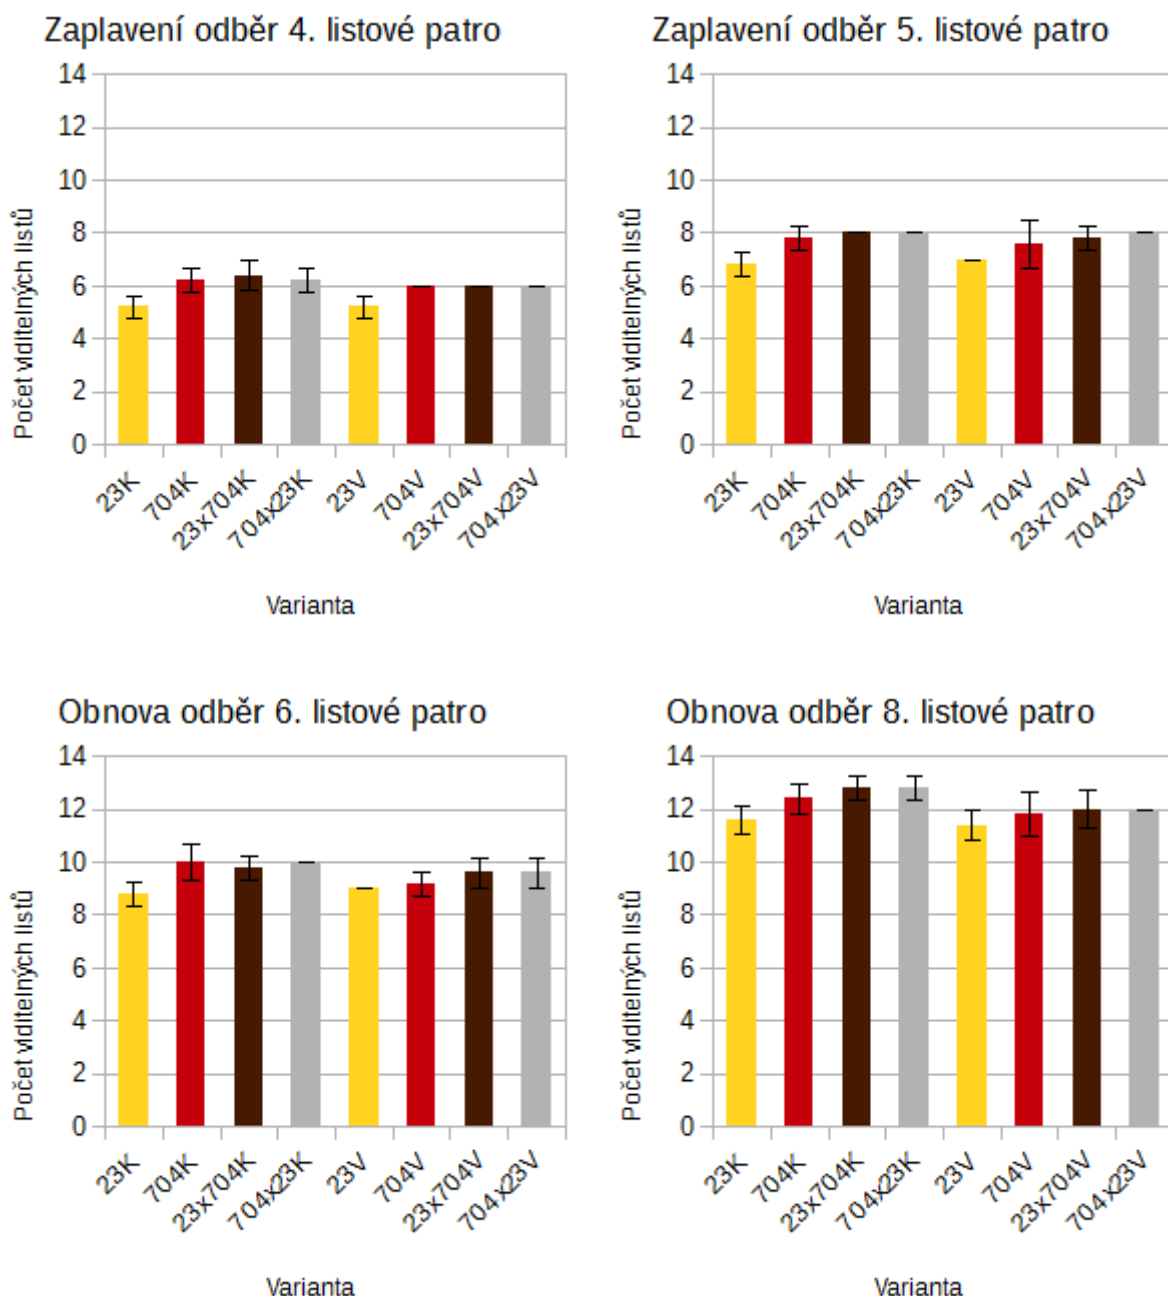 Zaplavení odběr 4. listové patro
14
12
10
8
6
4
2
0
Počet viditelných listů
23K
704K
23x704K
704x23K
23V
704V
23x704V
704x23V
Varianta
Zaplavení odběr 5. listové patro
14
12
10
8
6
4
2
0
Počet viditelných listů
23K
704K
23x704K
704x23K
23V
704V
23x704V
704x23V
Varianta
Obnova odběr 6. listové patro
14
12
10
8
6
4
2
0
Počet viditelných listů
23K
704K
23x704K
704x23K
23V
704V
23x704V
704x23V
Varianta
Obnova odběr 8. listové patro
14
12
10
8
6
4
2
0
Počet viditelných listů
23K
704K
23x704K
704x23K
23V
704V
23x704V
704x23V
Varianta